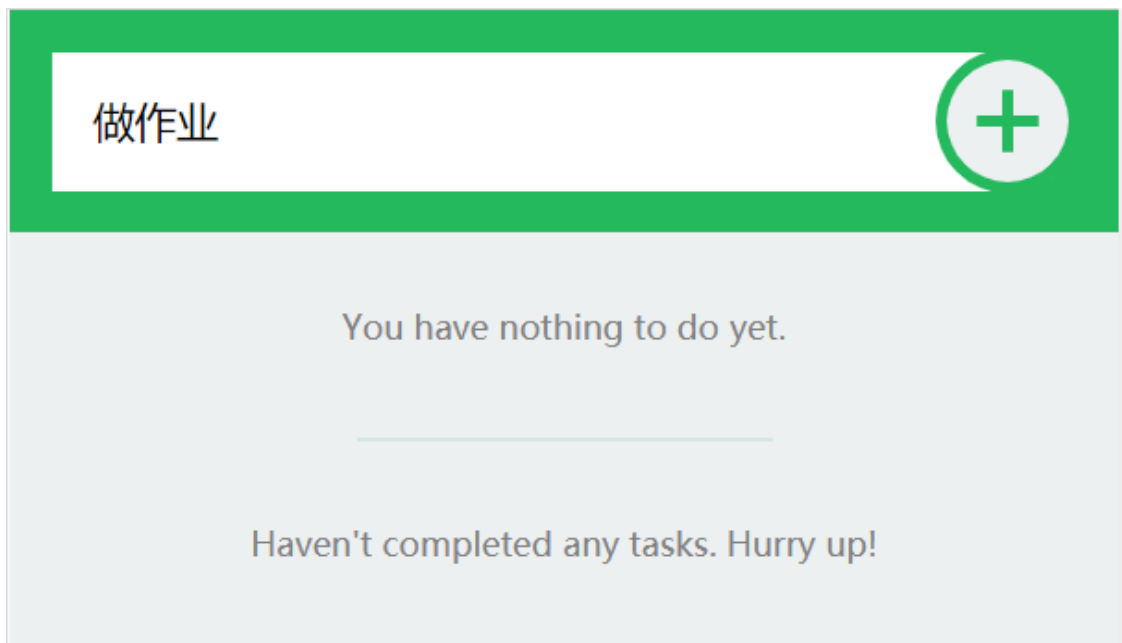 做作业
You have nothing to do yet.
Haven't completed any tasks. Hurry up!